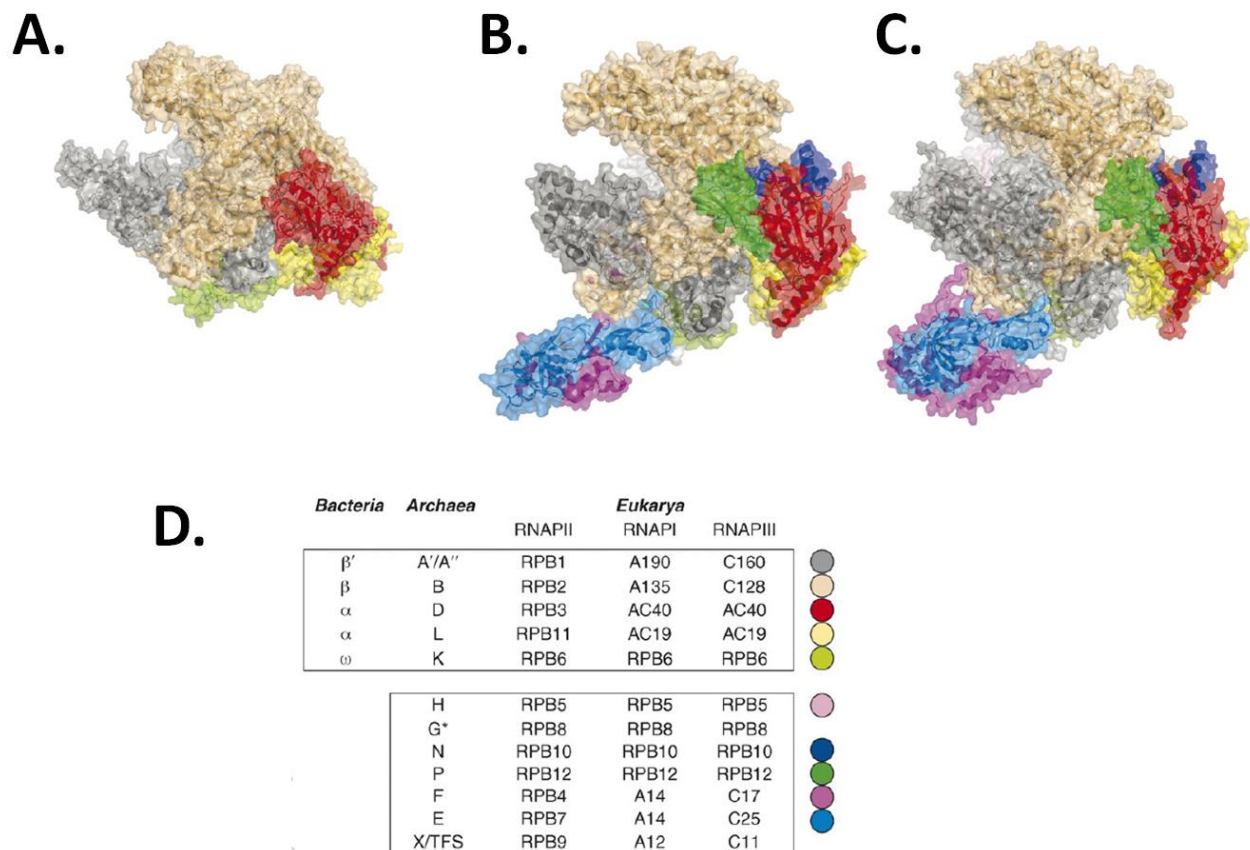 A. B. C.
D.
Bacteria Archaea Eukarya
RNAPII RNAPI RNAPIII
β′ A′/A″ RPB1 A190 C160
β B RPB2 A135 C128
α D RPB3 AC40 AC40
α L RPB11 AC19 AC19
ω K RPB6 RPB6 RPB6
H RPB5 RPB5 RPB5
G* RPB8 RPB8 RPB8
N RPB10 RPB10 RPB10
P RPB12 RPB12 RPB12
F RPB4 A14 C17
E RPB7 A14 C25
X/TFS RPB9 A12 C11